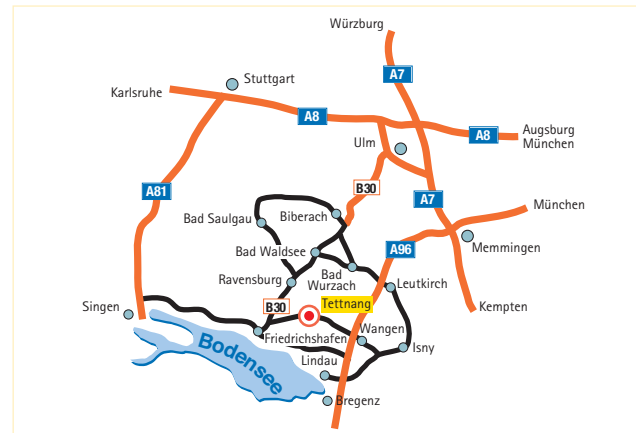 Würzburg
A7
Stuttgart
Karlsruhe
A8
A8
Augsburg
München
Ulm
B30
A81
A7
München
Bad Saulgau
Biberach
Bad Waldsee
A96
Memmingen
Ravensburg
Bad
Wurzach
Leutkirch
Singen
B30
Tettnang
Kempten
Friedrichshafen
Wangen
Isny
Bodensee
Lindau
Bregenz